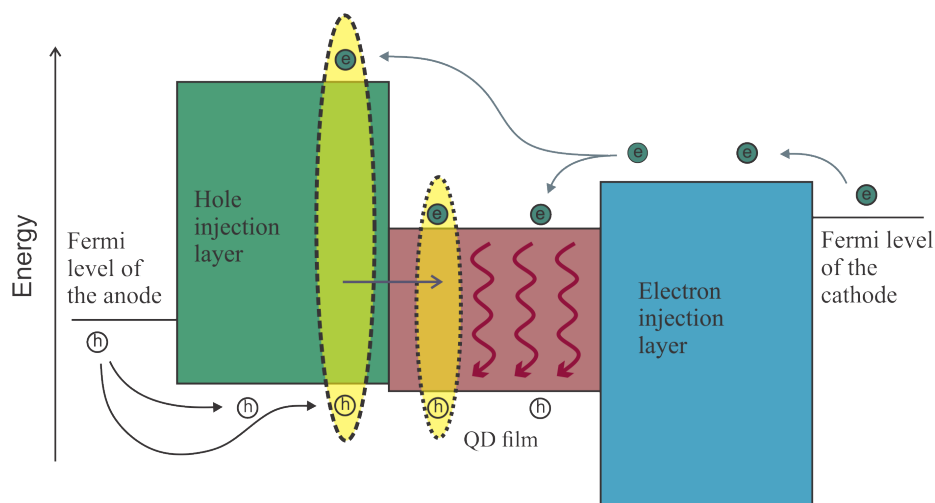 Energy
Fermi
level of
the anode
Hole
injection
layer
Electron
injection
layer
Fermi level
of the
cathode
QD film
e
e
e
e
e
e
h
h
h
h
h